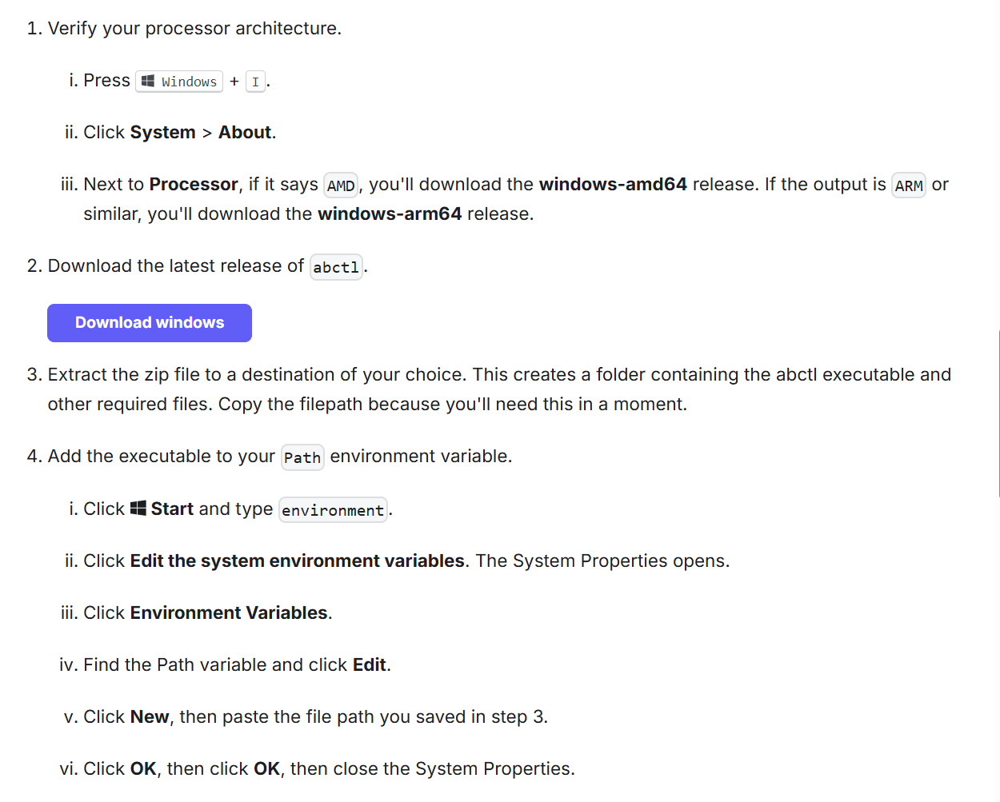 1. Verify your processor architecture.
i. Press Windows + I.
ii. Click System > About.
iii. Next to Processor, if it says AMD, you'll download the windows-amd64 release. If the output is ARM or
similar, you'll download the windows-arm64 release.
2. Download the latest release of abctl.
Download windows
3. Extract the zip file to a destination of your choice. This creates a folder containing the abctl executable and
other required files. Copy the filepath because you'll need this in a moment.
4. Add the executable to your Path environment variable.
i. Click Start and type environment.
ii. Click Edit the system environment variables. The System Properties opens.
iii. Click Environment Variables.
iv. Find the Path variable and click Edit.
v. Click New, then paste the file path you saved in step 3.
vi. Click OK, then click OK, then close the System Properties.